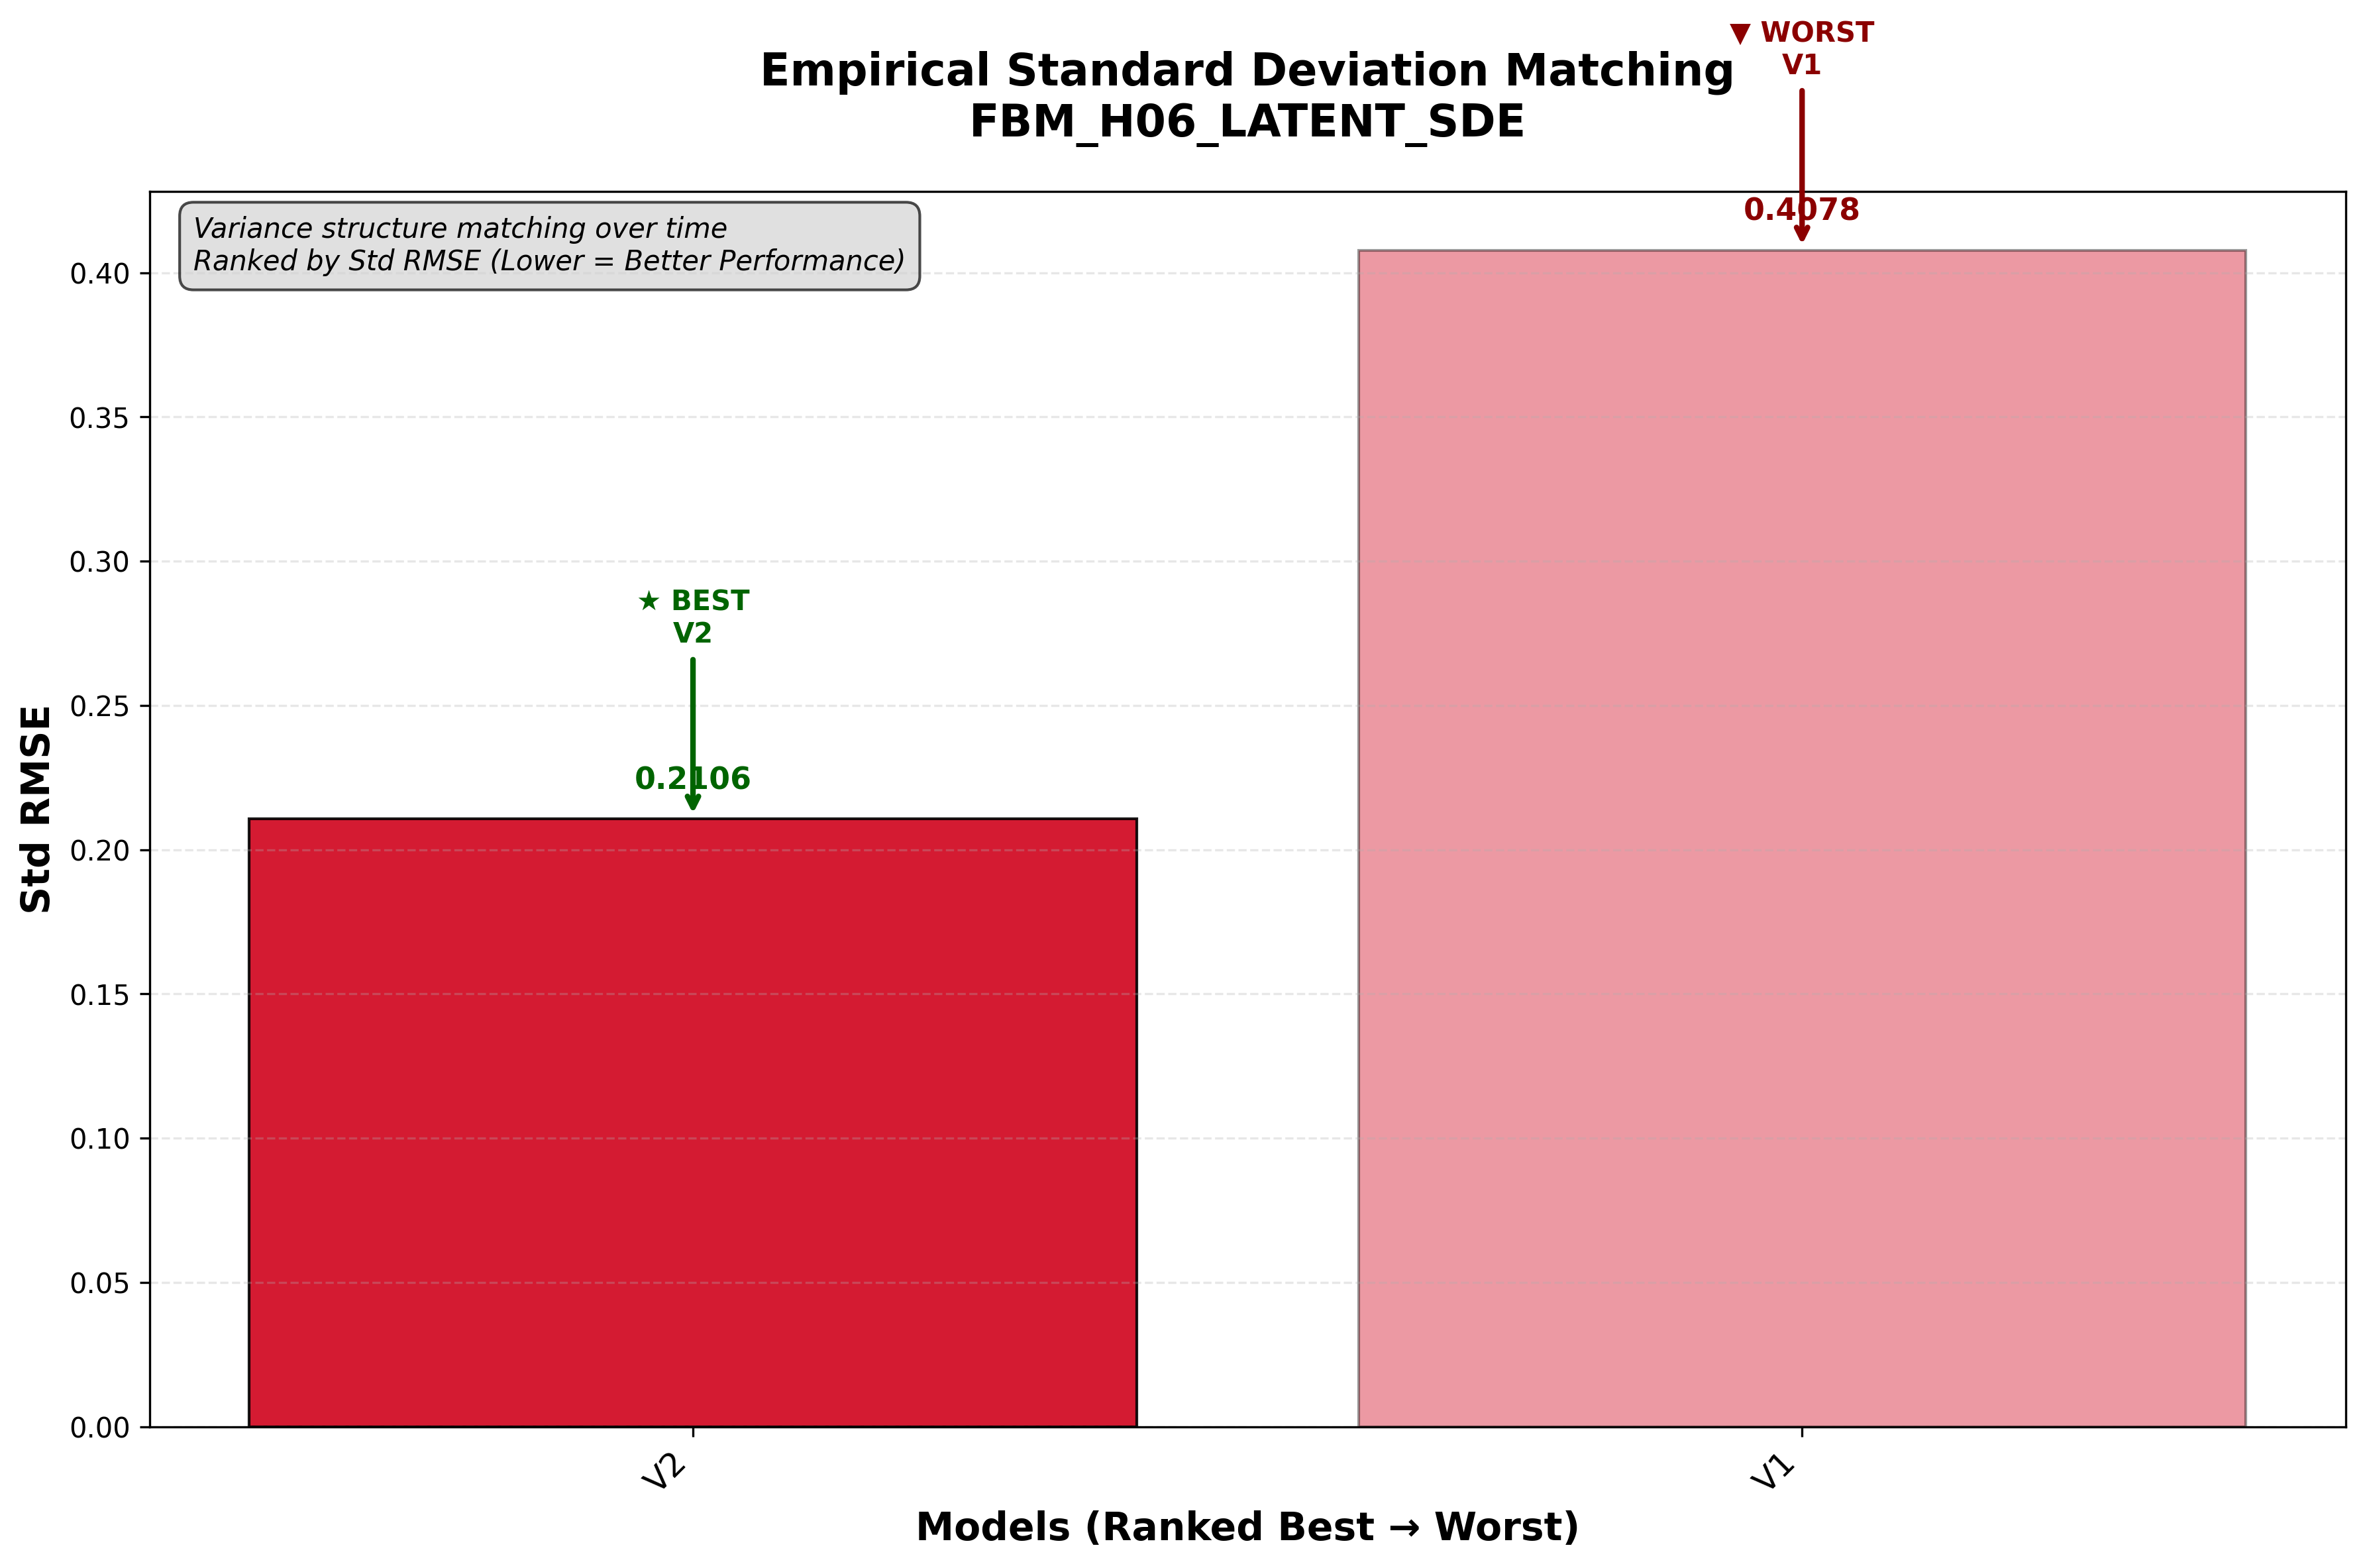 ▼ WORST
V1
Empirical Standard Deviation Matching
FBM_H06_LATENT_SDE
Variance structure matching over time
Ranked by Std RMSE (Lower = Better Performance)
0.4078
★ BEST
V2
0.2106
Std RMSE
0.40
0.35
0.30
0.25
0.20
0.15
0.10
0.05
0.00
V2
V1
Models (Ranked Best → Worst)